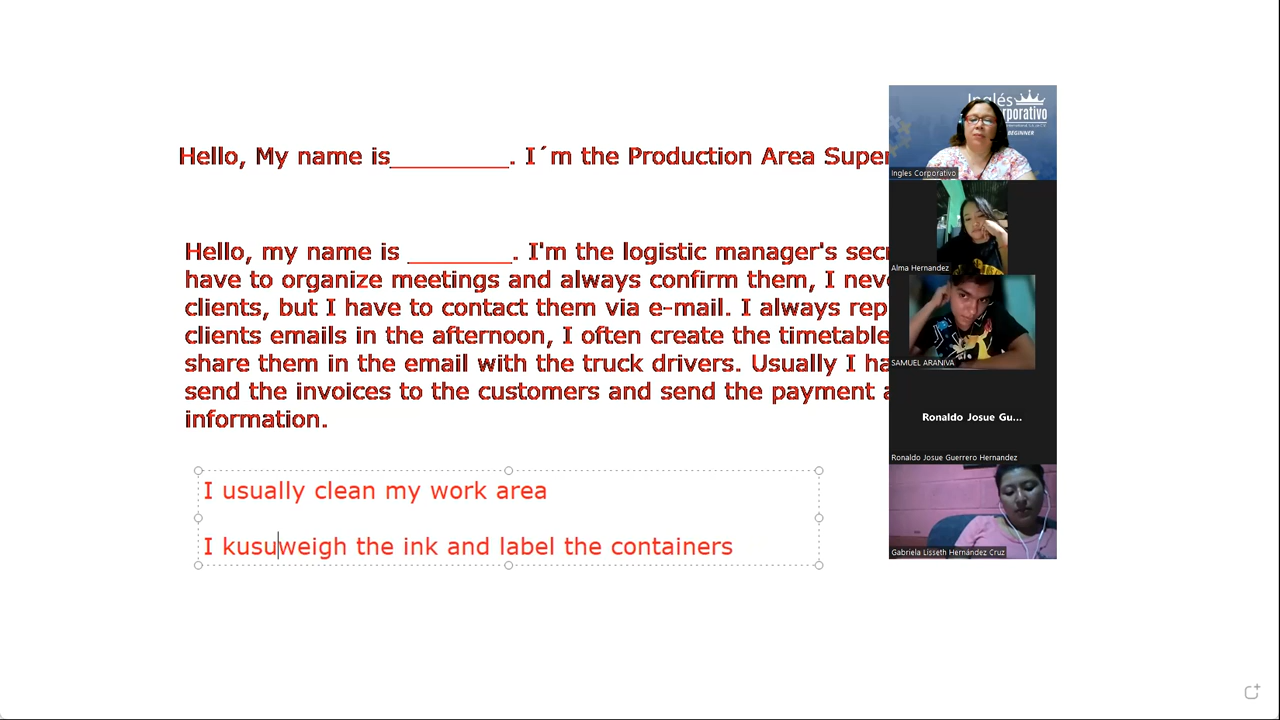 Hello, My name is_________. I´m the Production Area Super
Hello, my name is ________. I'm the logistic manager's secr
have to organize meetings and always confirm them, I nev
clients, but I have to contact them via e-mail. I always rep
clients emails in the afternoon, I often create the timetable
share them in the email with the truck drivers. Usually I ha
send the invoices to the customers and send the payment a
information.
I usually clean my work area
I kusuweigh the ink and label the containers
Inglés
rporativo
BEGINNER
Ingles Corporativo
Alma Hernandez
SAMUEL ARANIVA
Ronaldo Josue Gu...
Ronaldo Josue Guerrero Hernandez
Gabriela Lisseth Hernández Cruz